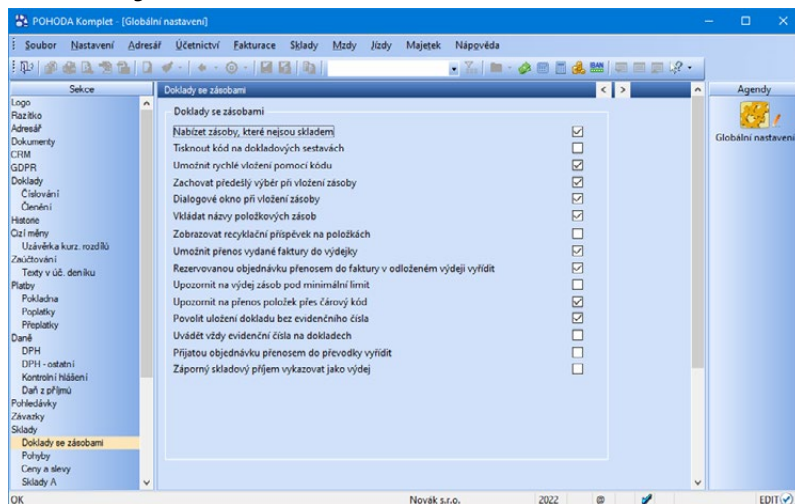 POHODA Komplet - [Globální nastavení]
Soubor Nastavení Adresář Účetnictví Fakturace Sklady Mzdy Jízdy Majetek Nápověda
Sekce
Logo
Razítko
Adresář
Dokumenty
CRM
GDPR
Doklady
Číslování
Členění
Historie
Cizí měny
Uzávěrka kurz. rozdílů
Zaúčtování
Texty v úč. deníku
Platby
Pokladna
Poplatky
Přeplatky
Daně
DPH
DPH - ostatní
Kontrolní hlášení
Daň z příjmů
Pohledávky
Závazky
Sklady
Doklady se zásobami
Pohyby
Ceny a slevy
Sklady A
Doklady se zásobami
Doklady se zásobami
Nabízet zásoby, které nejsou skladem
Tisknout kód na dokladových sestavách
Umožnit rychlé vložení pomocí kódu
Zachovat předešlý výběr při vložení zásoby
Dialogové okno při vložení zásoby
Vkládat názvy položkových zásob
Zobrazovat recyklační příspěvek na položkách
Umožnit přenos vydané faktury do výdejky
Rezervovanou objednávku přenosem do faktury v odloženém výdeji vyřídit
Upozornit na výdej zásob pod minimální limit
Upozornit na přenos položek přes čárový kód
Povolit uložení dokladu bez evidenčního čísla
Uvádět vždy evidenční čísla na dokladech
Přijatou objednávku přenosem do převodky vyřídit
Záporný skladový příjem vykazovat jako výdej
Agendy
Globální nastavení
OK Novák s.r.o. 2022 @ EDIT